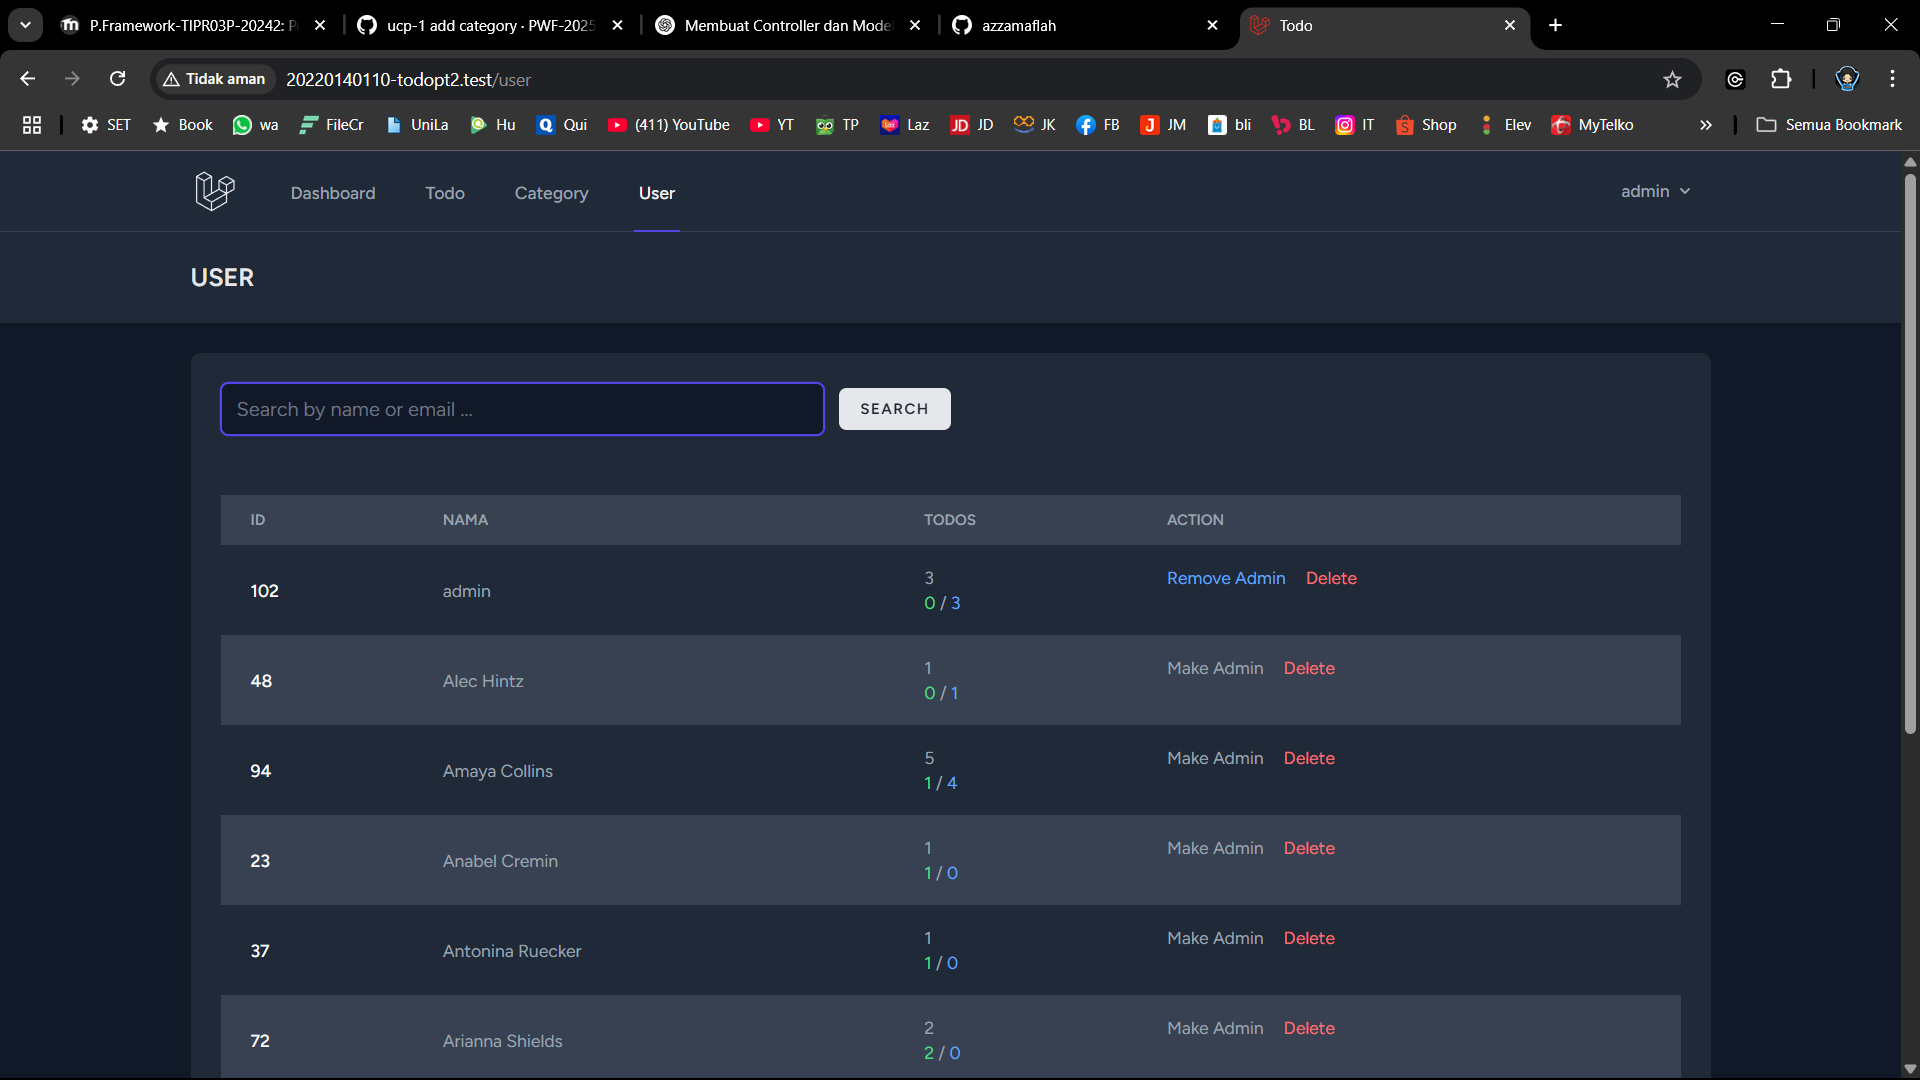 P.Framework-TIPR03P-20242: P
ucp-1 add category · PWF-2025
Membuat Controller dan Mode
azzamaflah
Todo
Tidak aman
20220140110-todopt2.test/user
SET
Book
wa
FileCr
UniLa
Hu
Qui
(411) YouTube
YT
TP
Laz
JD
JK
FB
JM
bli
BL
IT
Shop
Elev
MyTelko
Semua Bookmark
Dashboard
Todo
Category
User
admin
USER
Search by name or email ...
SEARCH
ID NAMA TODOS ACTION
102 admin 3 Remove Admin Delete
0 / 3
48 Alec Hintz 1 Make Admin Delete
0 / 1
94 Amaya Collins 5 Make Admin Delete
1 / 4
23 Anabel Cremin 1 Make Admin Delete
1 / 0
37 Antonina Ruecker 1 Make Admin Delete
1 / 0
72 Arianna Shields 2 Make Admin Delete
2 / 0